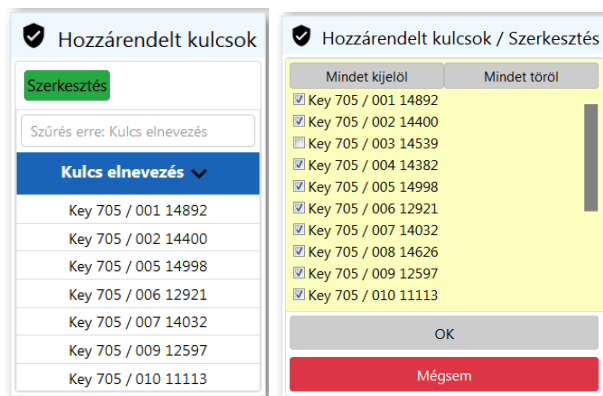 Hozzárendelt kulcsok
Szerkesztés
Szűrés erre: Kulcs elnevezés
Kulcs elnevezés
Key 705 / 001 14892
Key 705 / 002 14400
Key 705 / 005 14998
Key 705 / 006 12921
Key 705 / 007 14032
Key 705 / 009 12597
Key 705 / 010 11113
Hozzárendelt kulcsok / Szerkesztés
Mindet kijelöl Mindet töröl
Key 705 / 001 14892
Key 705 / 002 14400
Key 705 / 003 14539
Key 705 / 004 14382
Key 705 / 005 14998
Key 705 / 006 12921
Key 705 / 007 14032
Key 705 / 008 14626
Key 705 / 009 12597
Key 705 / 010 11113
OK
Mégsem